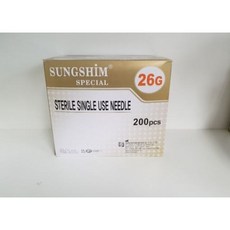 SUNGSHIM
SPECIAL
26G
STERILE SINGLE USE NEEDLE
200pcs